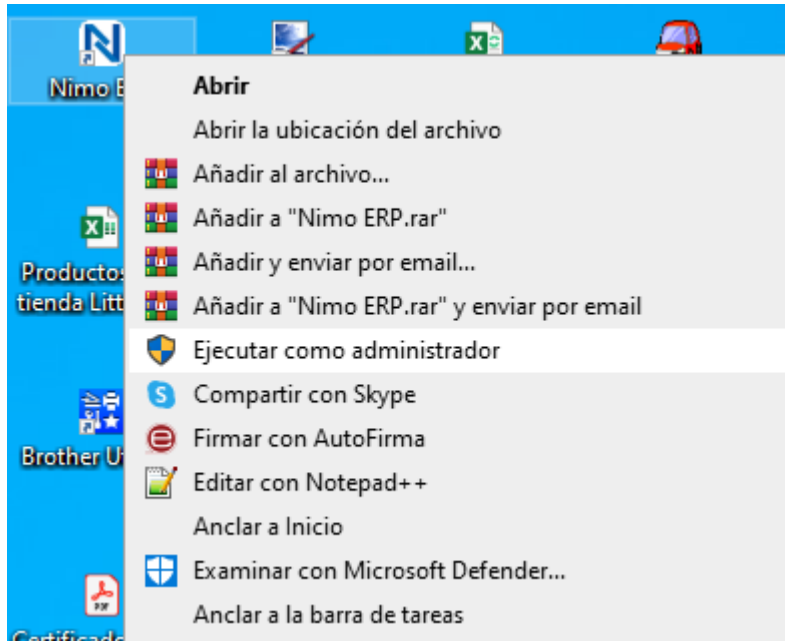 Nimo E
Abrir
Abrir la ubicación del archivo
Añadir al archivo...
Añadir a "Nimo ERP.rar"
Añadir y enviar por email...
Añadir a "Nimo ERP.rar" y enviar por email
Ejecutar como administrador
Compartir con Skype
Firmar con AutoFirma
Editar con Notepad++
Anclar a Inicio
Examinar con Microsoft Defender...
Anclar a la barra de tareas
Productos
tienda Litt
Brother U
PDF
Certificado